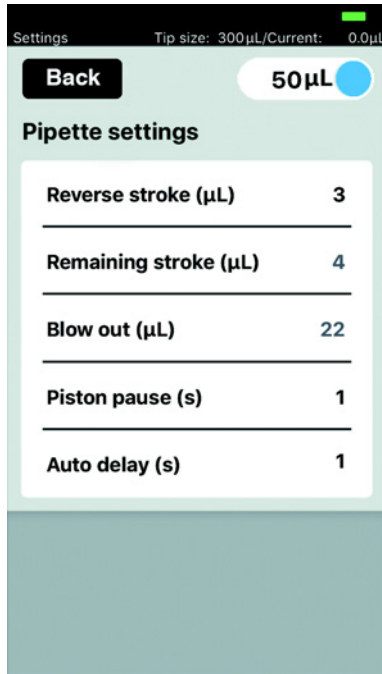 Settings Tip size: 300µL/Current: 0.0µL
Back 50µL
Pipette settings
Reverse stroke (µL) 3
Remaining stroke (µL) 4
Blow out (µL) 22
Piston pause (s) 1
Auto delay (s) 1